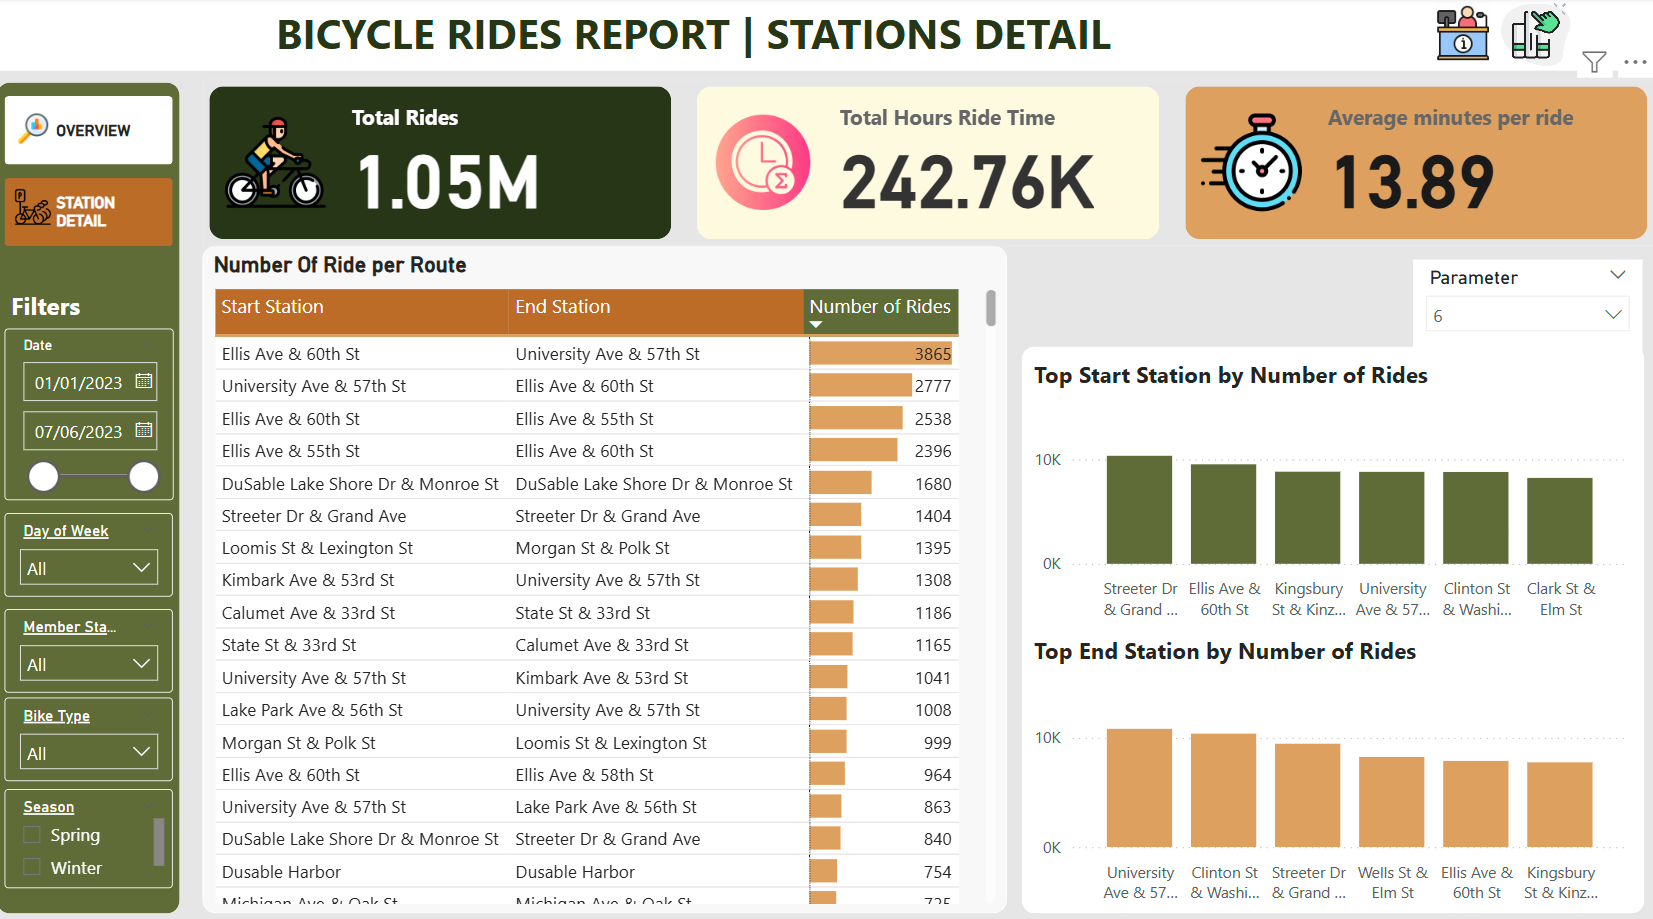 BICYCLE RIDES REPORT | STATIONS DETAIL
OVERVIEW
STATION
DETAIL
Filters
Date
01/01/2023
07/06/2023
Day of Week
All
Member Sta...
All
Bike Type
All
Season
Spring
Winter
Total Rides
1.05M
Total Hours Ride Time
242.76K
Average minutes per ride
13.89
Number Of Ride per Route
Start Station End Station Number of Rides
Ellis Ave & 60th St University Ave & 57th St 3865
University Ave & 57th St Ellis Ave & 60th St 2777
Ellis Ave & 60th St Ellis Ave & 55th St 2538
Ellis Ave & 55th St Ellis Ave & 60th St 2396
DuSable Lake Shore Dr & Monroe St DuSable Lake Shore Dr & Monroe St 1680
Streeter Dr & Grand Ave Streeter Dr & Grand Ave 1404
Loomis St & Lexington St Morgan St & Polk St 1395
Kimbark Ave & 53rd St University Ave & 57th St 1308
Calumet Ave & 33rd St State St & 33rd St 1186
State St & 33rd St Calumet Ave & 33rd St 1165
University Ave & 57th St Kimbark Ave & 53rd St 1041
Lake Park Ave & 56th St University Ave & 57th St 1008
Morgan St & Polk St Loomis St & Lexington St 999
Ellis Ave & 60th St Ellis Ave & 58th St 964
University Ave & 57th St Lake Park Ave & 56th St 863
DuSable Lake Shore Dr & Monroe St Streeter Dr & Grand Ave 840
Dusable Harbor Dusable Harbor 754
Michigan Ave & Oak St Michigan Ave & Oak St 725
Parameter
6
Top Start Station by Number of Rides
10K
0K
Streeter Dr Ellis Ave & Kingsbury University Clinton St Clark St &
& Grand ... 60th St St & Kinz... Ave & 57... & Washi... Elm St
Top End Station by Number of Rides
10K
0K
University Clinton St Streeter Dr Wells St & Ellis Ave & Kingsbury
Ave & 57... & Washi... & Grand ... Elm St 60th St St & Kinz...